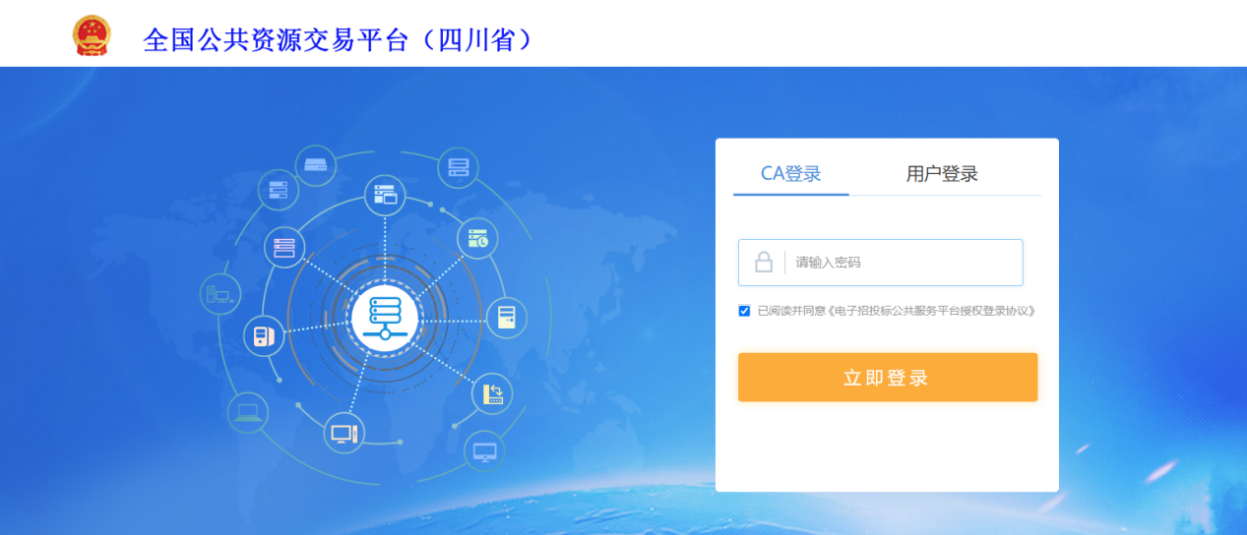 全国公共资源交易平台（四川省）
CA登录 用户登录
请输入密码
已阅读并同意《电子招投标公共服务平台授权登录协议》
立即登录